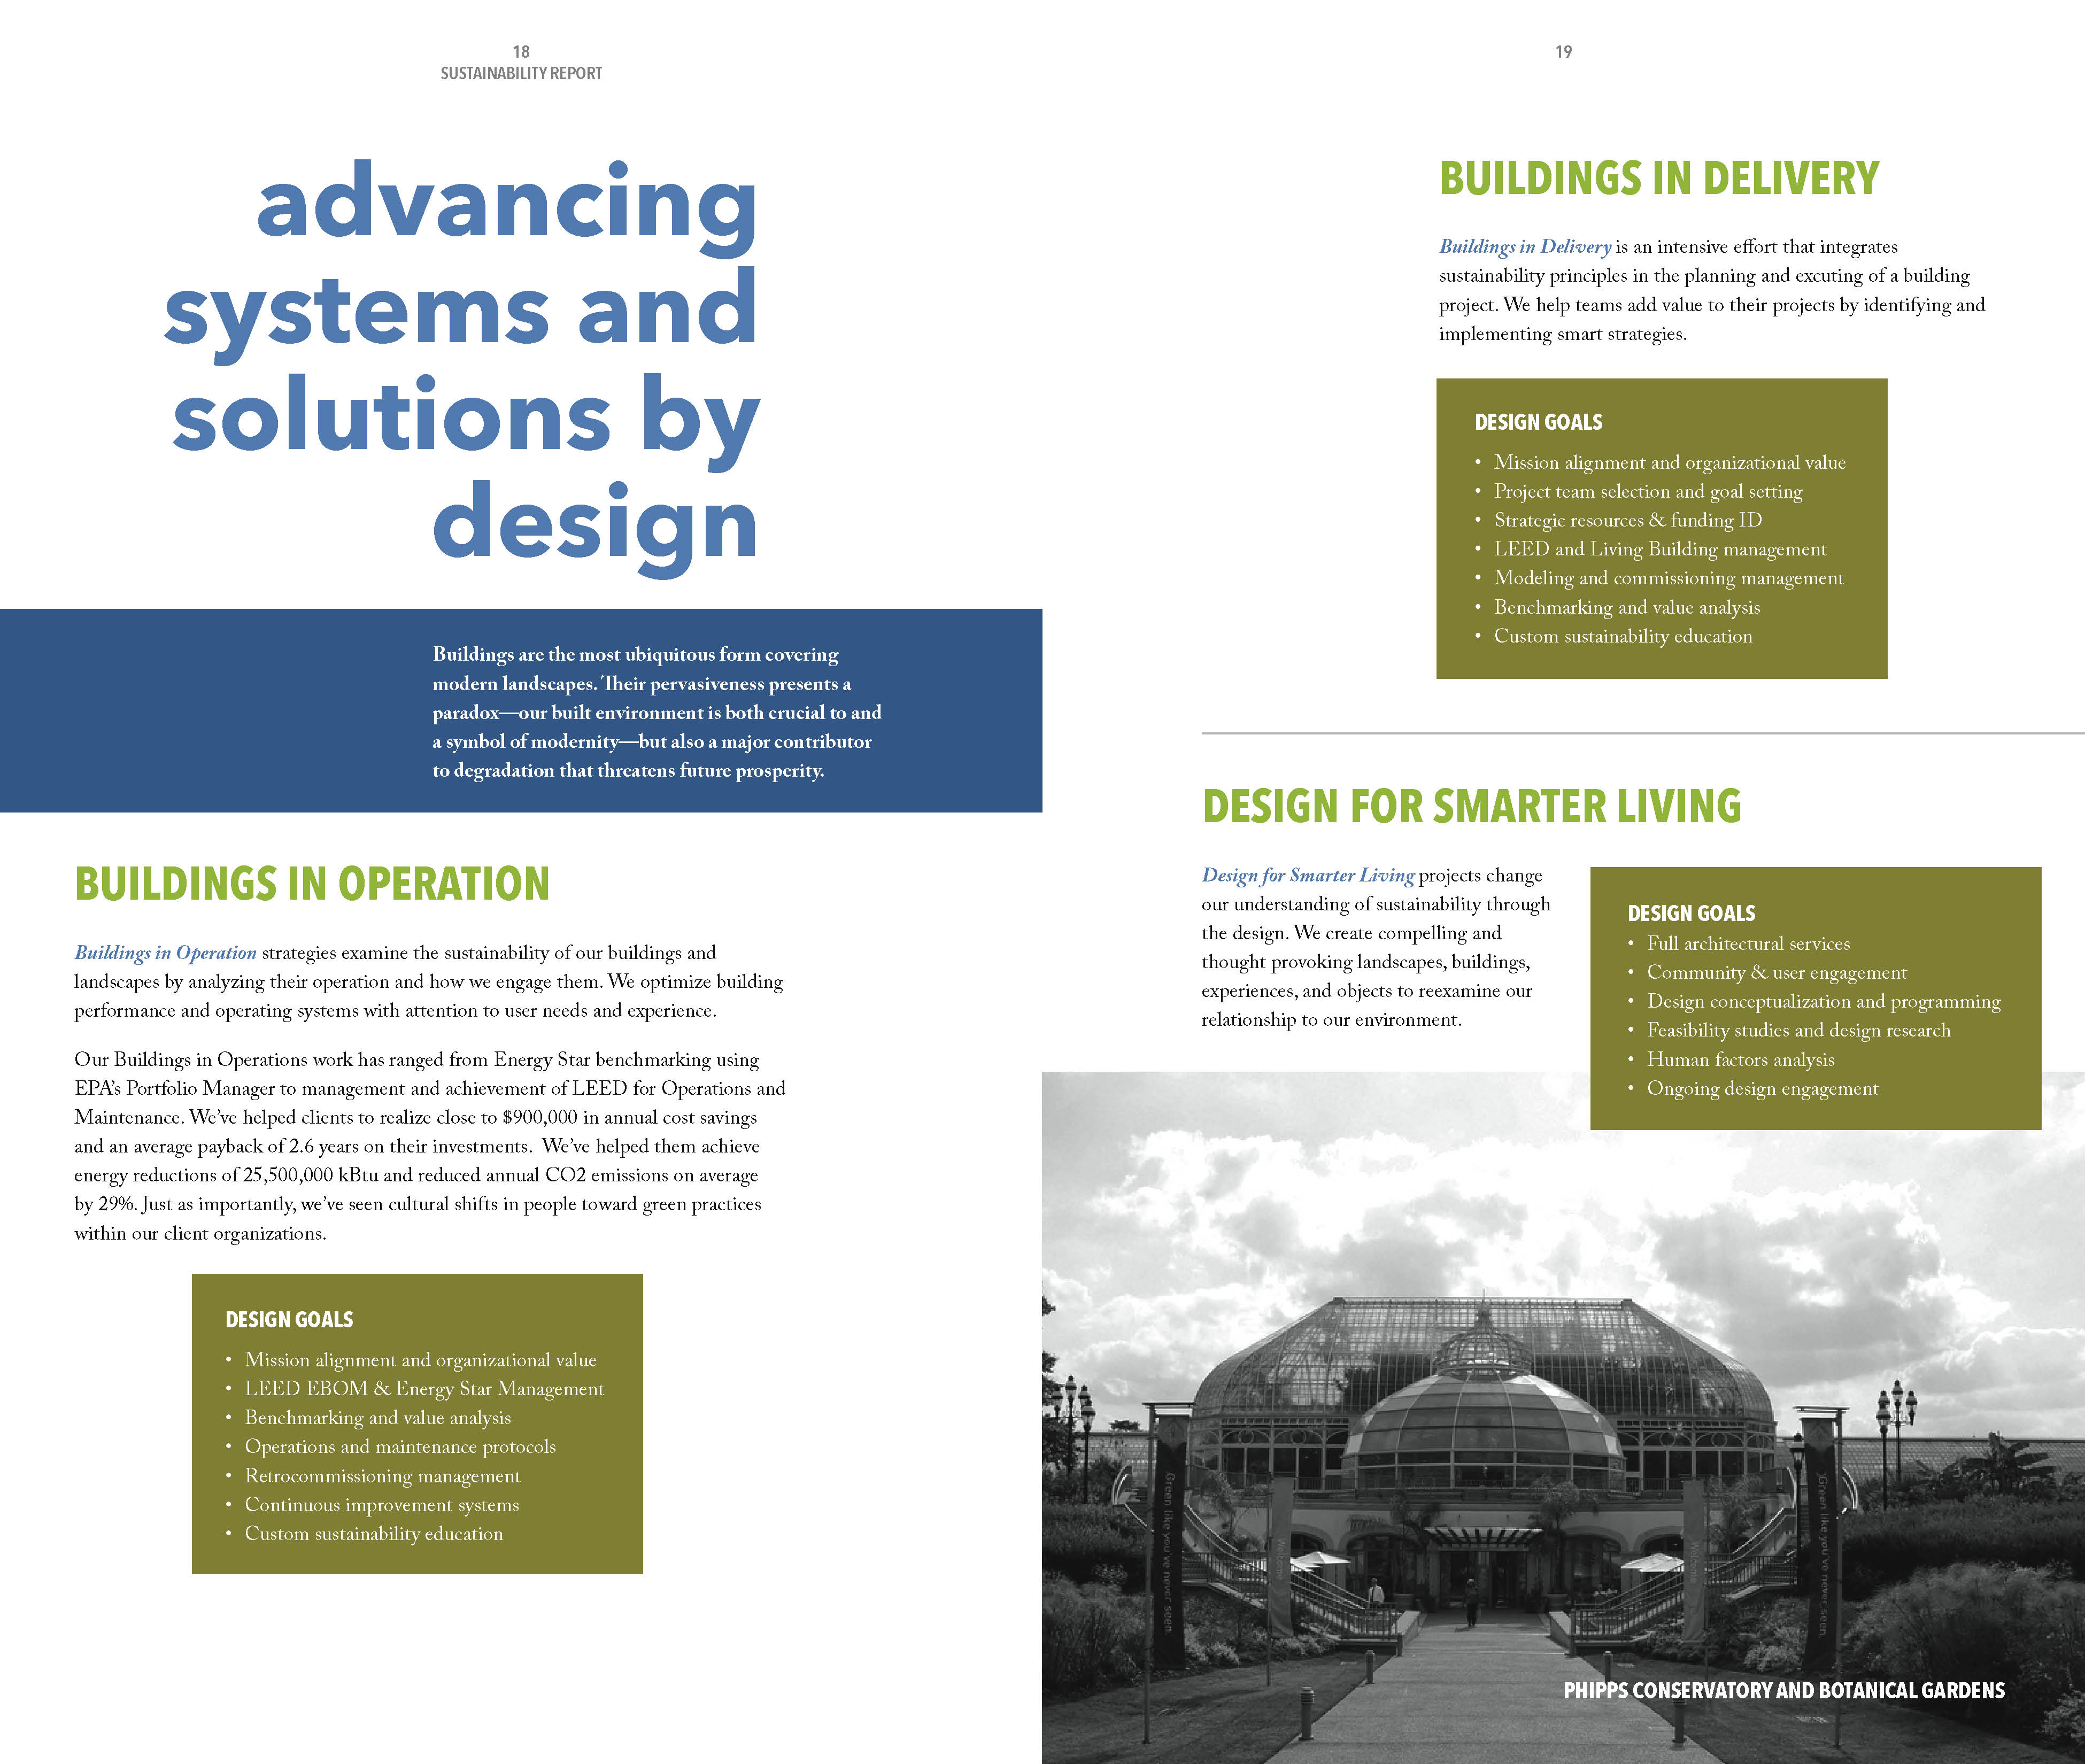 18
SUSTAINABILITY REPORT
advancing
systems and
solutions by
design
Buildings are the most ubiquitous form covering
modern landscapes. Their pervasiveness presents a
paradox—our built environment is both crucial to and
a symbol of modernity—but also a major contributor
to degradation that threatens future prosperity.
BUILDINGS IN OPERATION
Buildings in Operation strategies examine the sustainability of our buildings and
landscapes by analyzing their operation and how we engage them. We optimize building
performance and operating systems with attention to user needs and experience.
Our Buildings in Operations work has ranged from Energy Star benchmarking using
EPA’s Portfolio Manager to management and achievement of LEED for Operations and
Maintenance. We’ve helped clients to realize close to $900,000 in annual cost savings
and an average payback of 2.6 years on their investments.  We’ve helped them achieve
energy reductions of 25,500,000 kBtu and reduced annual CO2 emissions on average
by 29%. Just as importantly, we’ve seen cultural shifts in people toward green practices
within our client organizations.
DESIGN GOALS
• Mission alignment and organizational value
• LEED EBOM & Energy Star Management
• Benchmarking and value analysis
• Operations and maintenance protocols
• Retrocommissioning management
• Continuous improvement systems
• Custom sustainability education
19
BUILDINGS IN DELIVERY
Buildings in Delivery is an intensive effort that integrates
sustainability principles in the planning and excuting of a building
project. We help teams add value to their projects by identifying and
implementing smart strategies.
DESIGN GOALS
• Mission alignment and organizational value
• Project team selection and goal setting
• Strategic resources & funding ID
• LEED and Living Building management
• Modeling and commissioning management
• Benchmarking and value analysis
• Custom sustainability education
DESIGN FOR SMARTER LIVING
Design for Smarter Living projects change
our understanding of sustainability through
the design. We create compelling and
thought provoking landscapes, buildings,
experiences, and objects to reexamine our
relationship to our environment.
DESIGN GOALS
• Full architectural services
• Community & user engagement
• Design conceptualization and programming
• Feasibility studies and design research
• Human factors analysis
• Ongoing design engagement
Green like you've never seen.
Green like you've never seen.
PHIPPS CONSERVATORY AND BOTANICAL GARDENS